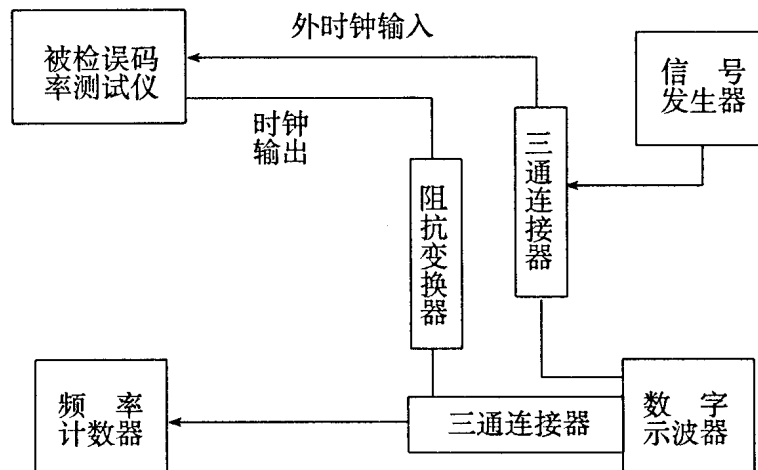 外时钟输入
被检误码
率测试仪
信号
发生器
时钟
输出
三通连接器
阻抗变换器
频率
计数器
三通连接器
数字
示波器